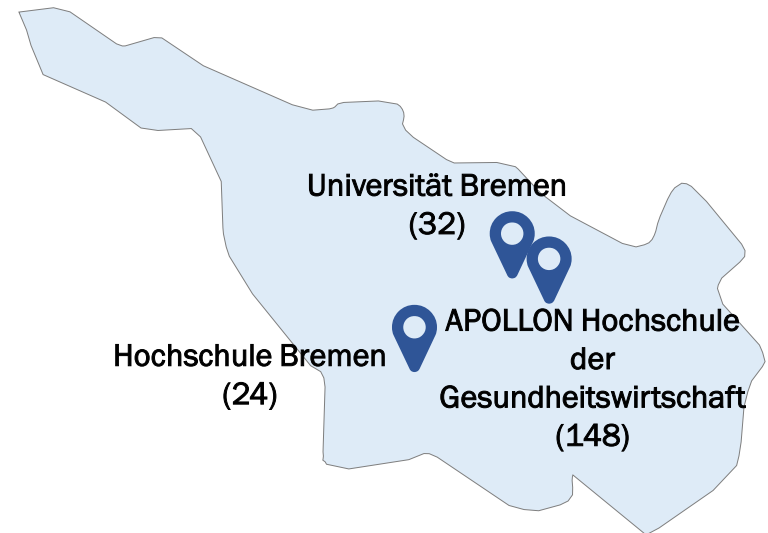 Universität Bremen
(32)
APOLLON Hochschule
der
Gesundheitswirtschaft
(148)
Hochschule Bremen
(24)